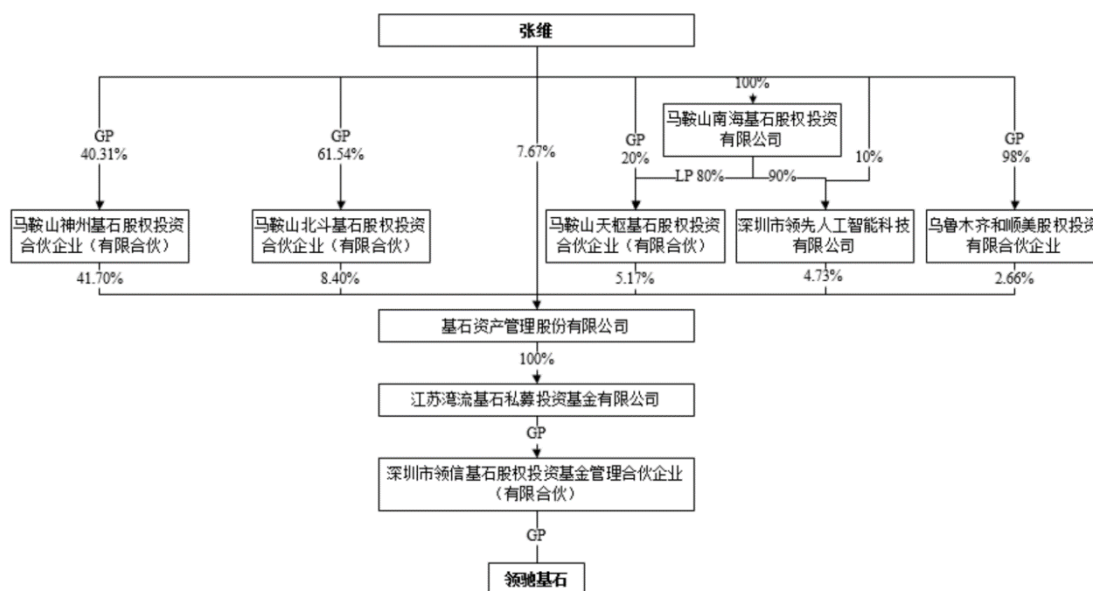 张维
100%
马鞍山南海基石股权投资
有限公司
GP
40.31%
GP
61.54%
7.67%
GP
20%
10%
GP
98%
LP 80%
90%
马鞍山神州基石股权投资
合伙企业（有限合伙）
马鞍山北斗基石股权投资
合伙企业（有限合伙）
马鞍山天枢基石股权投资
合伙企业（有限合伙）
深圳市领先人工智能科技
有限公司
乌鲁木齐和顺美股权投资
有限合伙企业
41.70%
8.40%
5.17%
4.73%
2.66%
基石资产管理股份有限公司
100%
江苏湾流基石私募投资基金有限公司
GP
深圳市领信基石股权投资基金管理合伙企业
（有限合伙）
GP
领驰基石